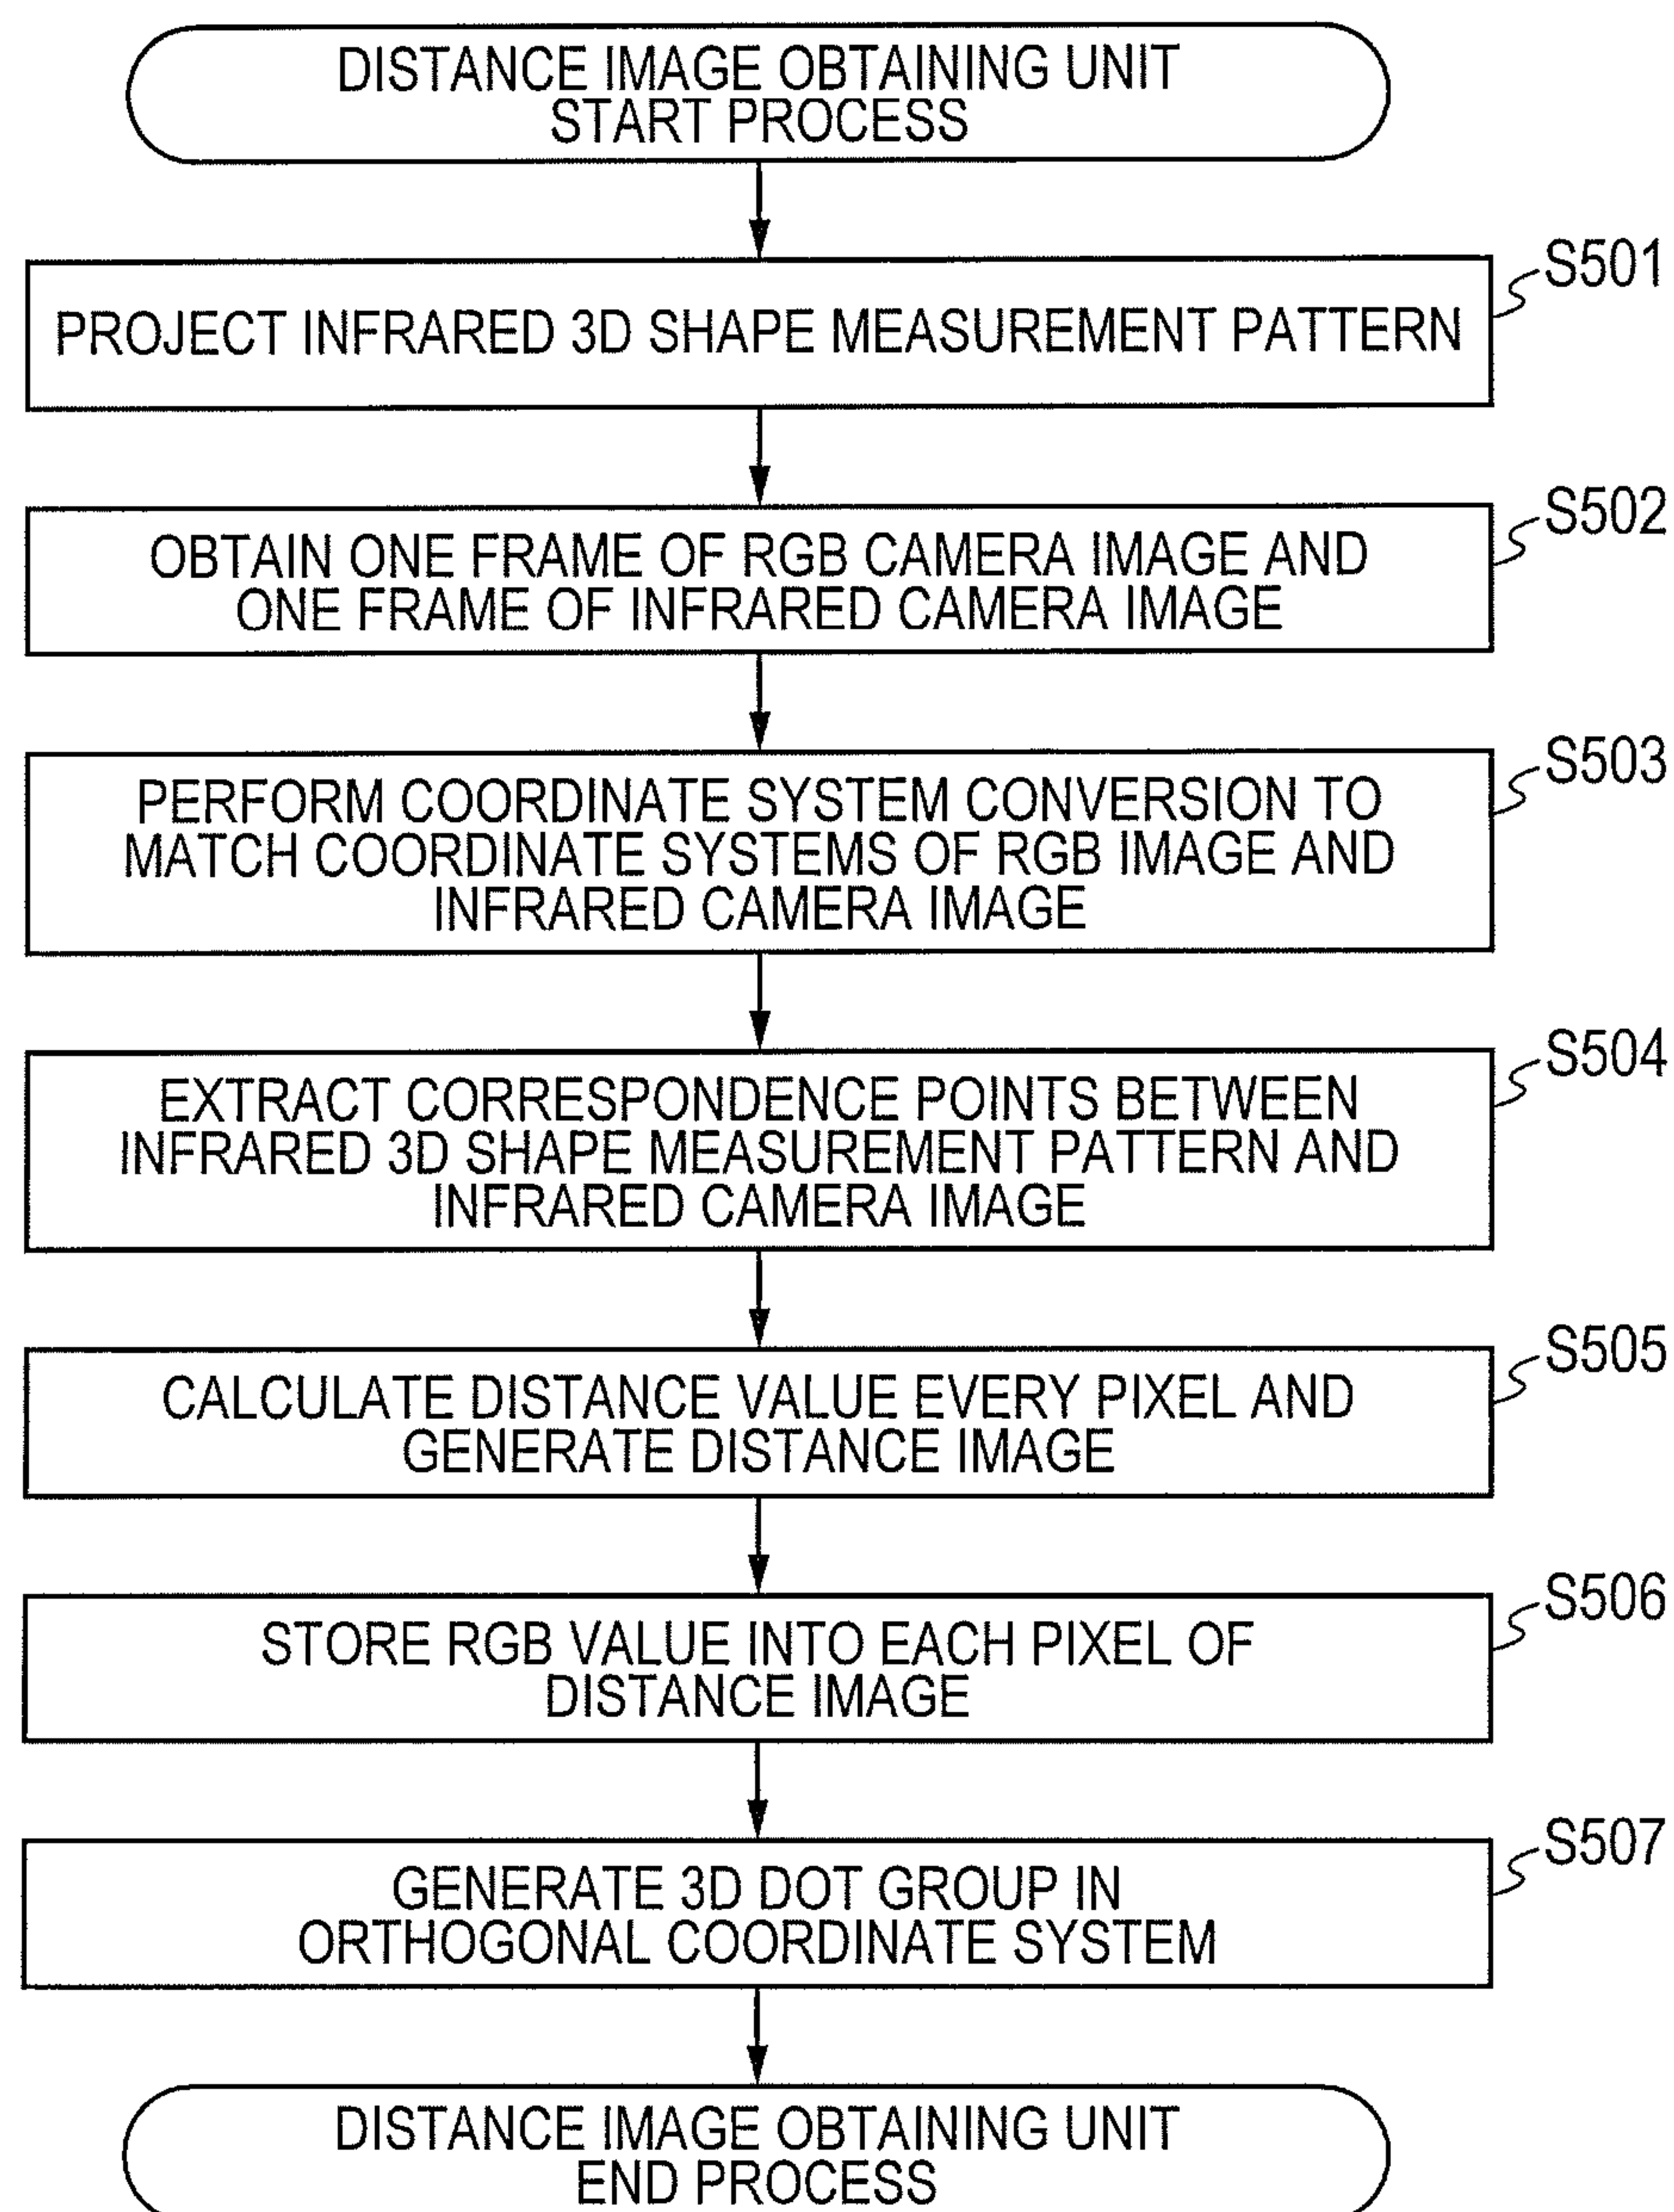 DISTANCE IMAGE OBTAINING UNIT
START PROCESS
S501
PROJECT INFRARED 3D SHAPE MEASUREMENT PATTERN
S502
OBTAIN ONE FRAME OF RGB CAMERA IMAGE AND
ONE FRAME OF INFRARED CAMERA IMAGE
S503
PERFORM COORDINATE SYSTEM CONVERSION TO
MATCH COORDINATE SYSTEMS OF RGB IMAGE AND
INFRARED CAMERA IMAGE
S504
EXTRACT CORRESPONDENCE POINTS BETWEEN
INFRARED 3D SHAPE MEASUREMENT PATTERN AND
INFRARED CAMERA IMAGE
S505
CALCULATE DISTANCE VALUE EVERY PIXEL AND
GENERATE DISTANCE IMAGE
S506
STORE RGB VALUE INTO EACH PIXEL OF
DISTANCE IMAGE
S507
GENERATE 3D DOT GROUP IN
ORTHOGONAL COORDINATE SYSTEM
DISTANCE IMAGE OBTAINING UNIT
END PROCESS